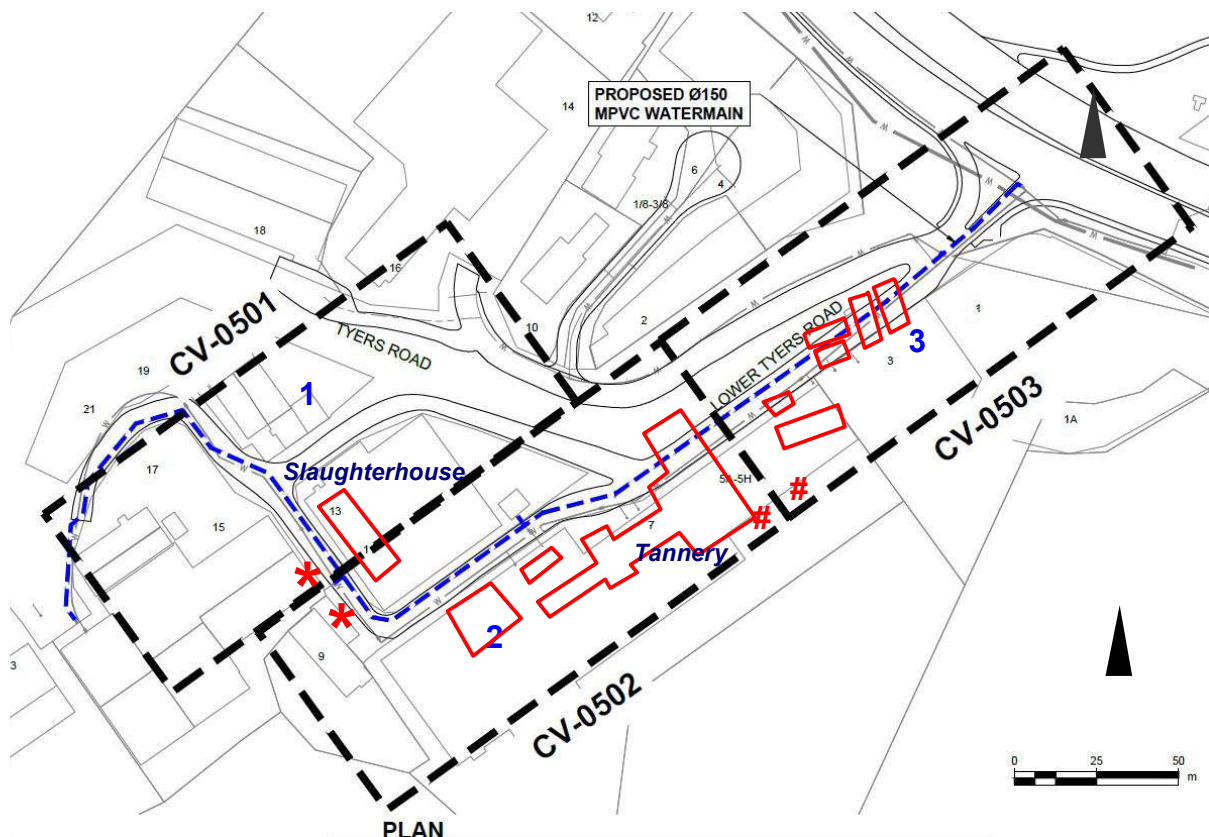 12
PROPOSED Ø150
MPVC WATERMAIN
14
6
4
1/8-3/8
18
16
10
2
TYERS ROAD
CV-0501
19
21
1
17
15
Slaughterhouse
13
1
LOWER TYERS ROAD
3
3
1A
CV-0503
5A-5H
#
#
7
Tannery
*
*
2
9
3
CV-0502
0 25 50
m
PLAN
W
W
W
W
W
W
W
W
W
W
W
W
W
W